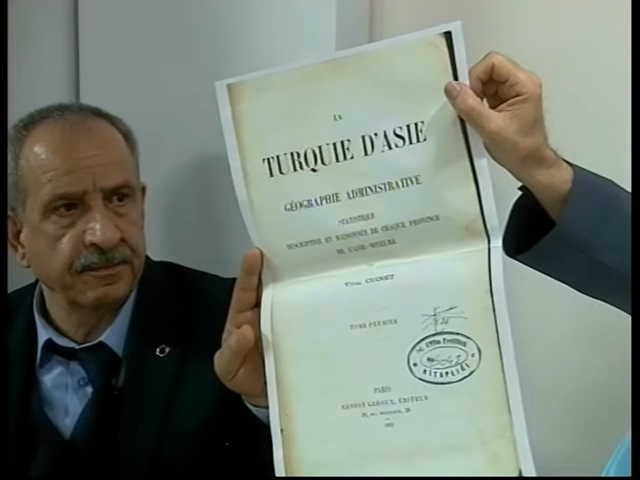 LA
TURQUIE D'ASIE
GÉOGRAPHIE ADMINISTRATIVE
STATISTIQUE
DESCRIPTIVE ET RAISONNÉE DE CHAQUE PROVINCE
DE L'ASIE-MINEURE
CUINET
TOME PREMIER
PARIS
ERNEST LEROUX, ÉDITEUR
KITAPLIĞI